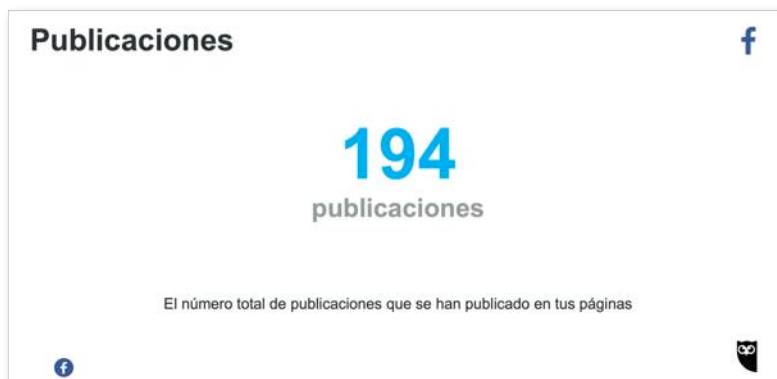 Publicaciones
194
publicaciones
El número total de publicaciones que se han publicado en tus páginas